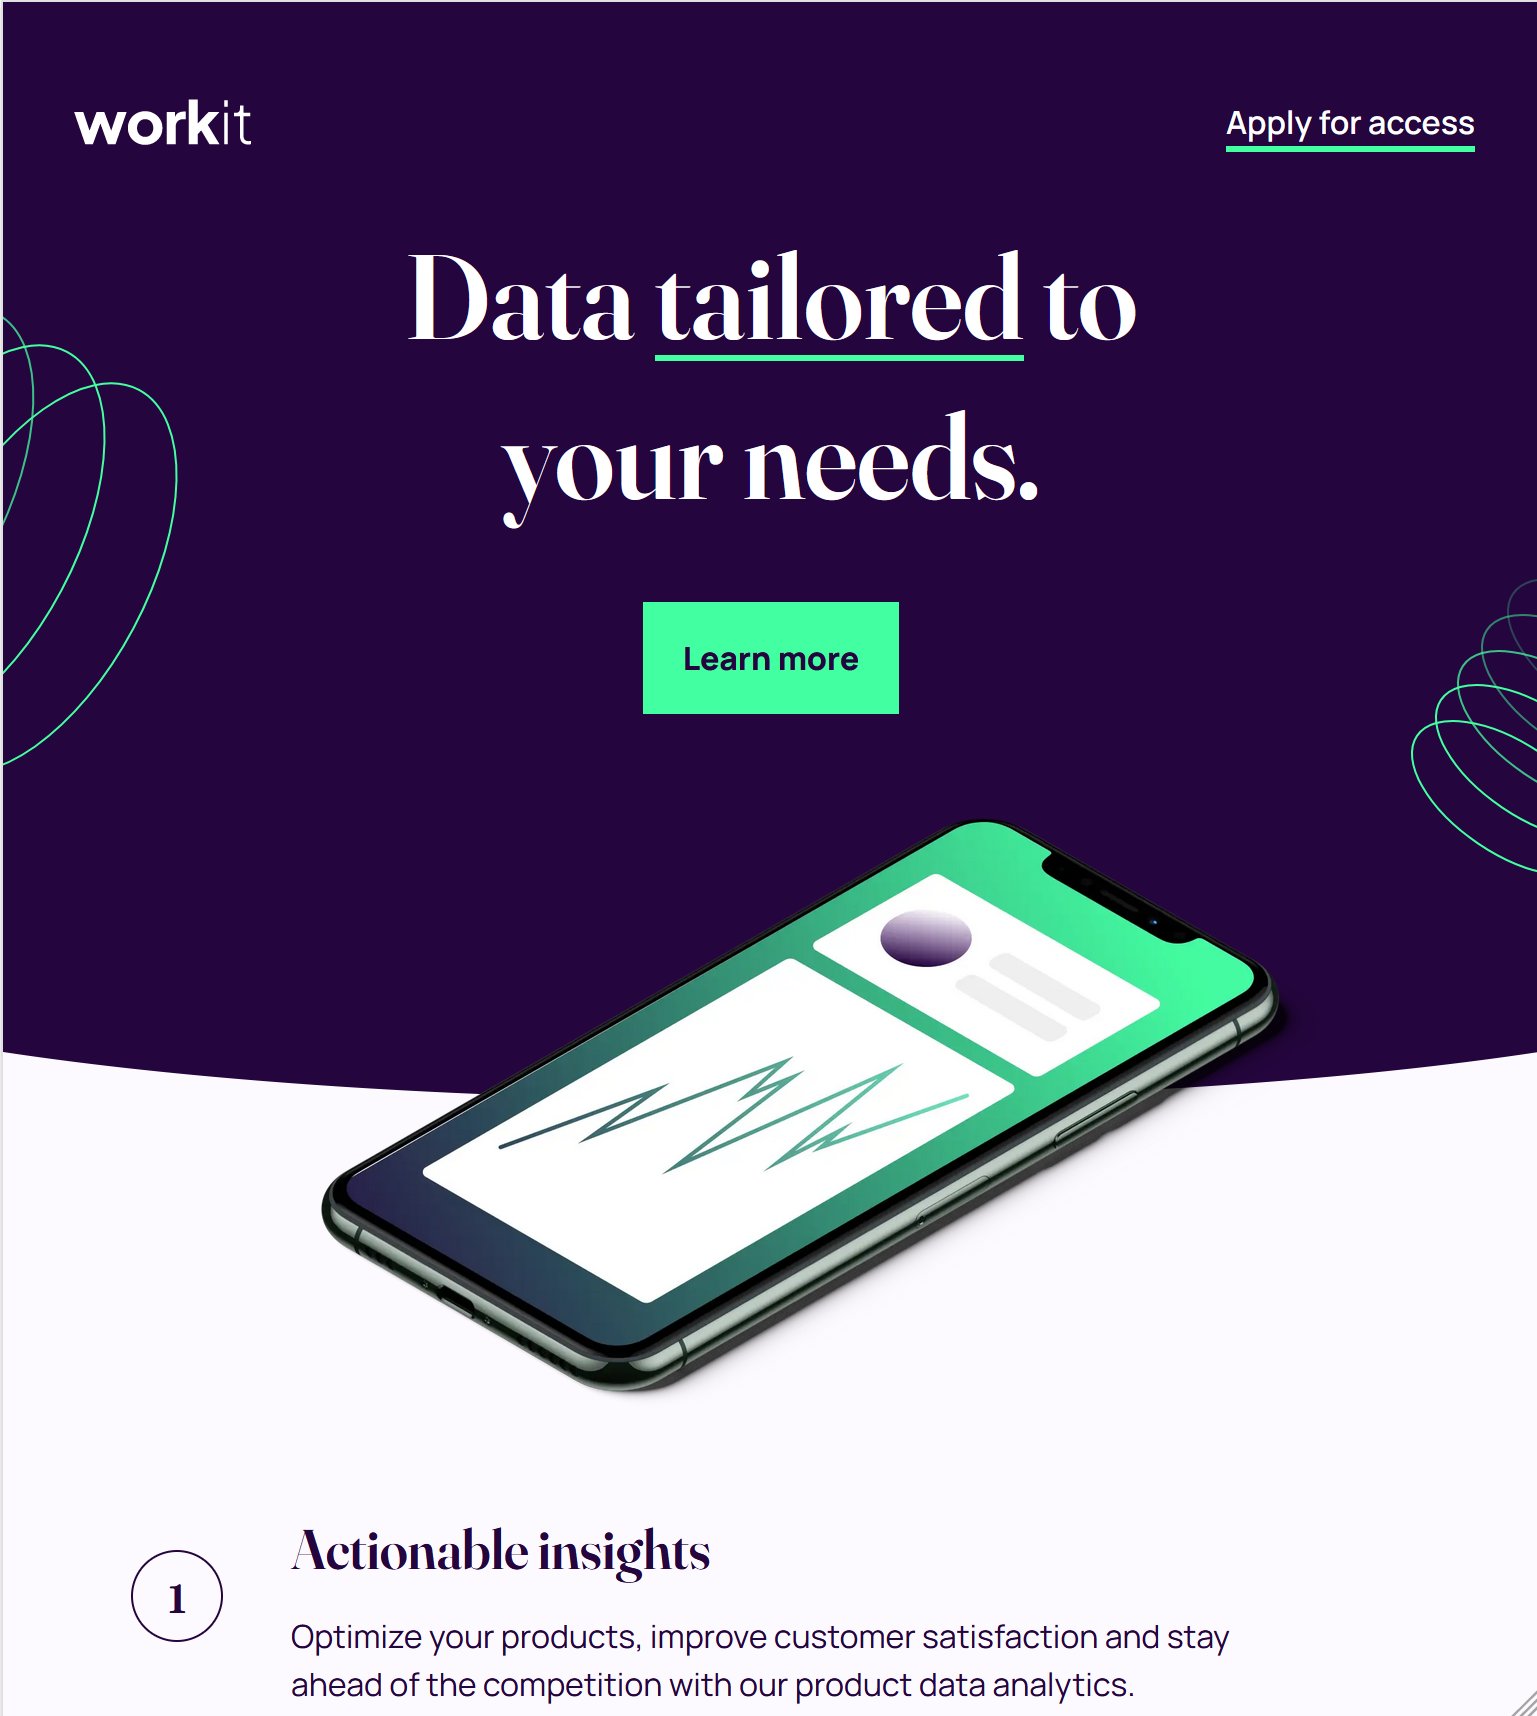 workit
Apply for access
Data tailored to
your needs.
Learn more
1
Actionable insights
Optimize your products, improve customer satisfaction and stay
ahead of the competition with our product data analytics.